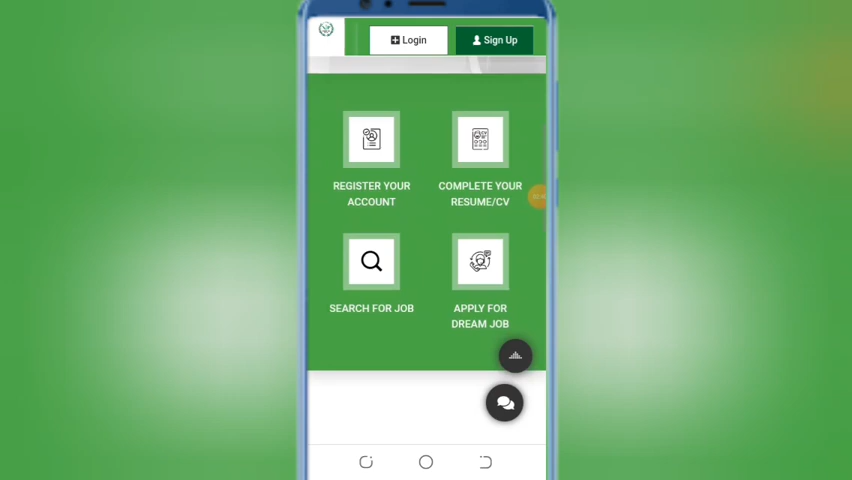 Login
Sign Up
REGISTER YOUR
ACCOUNT
COMPLETE YOUR
RESUME/CV
SEARCH FOR JOB
APPLY FOR
DREAM JOB